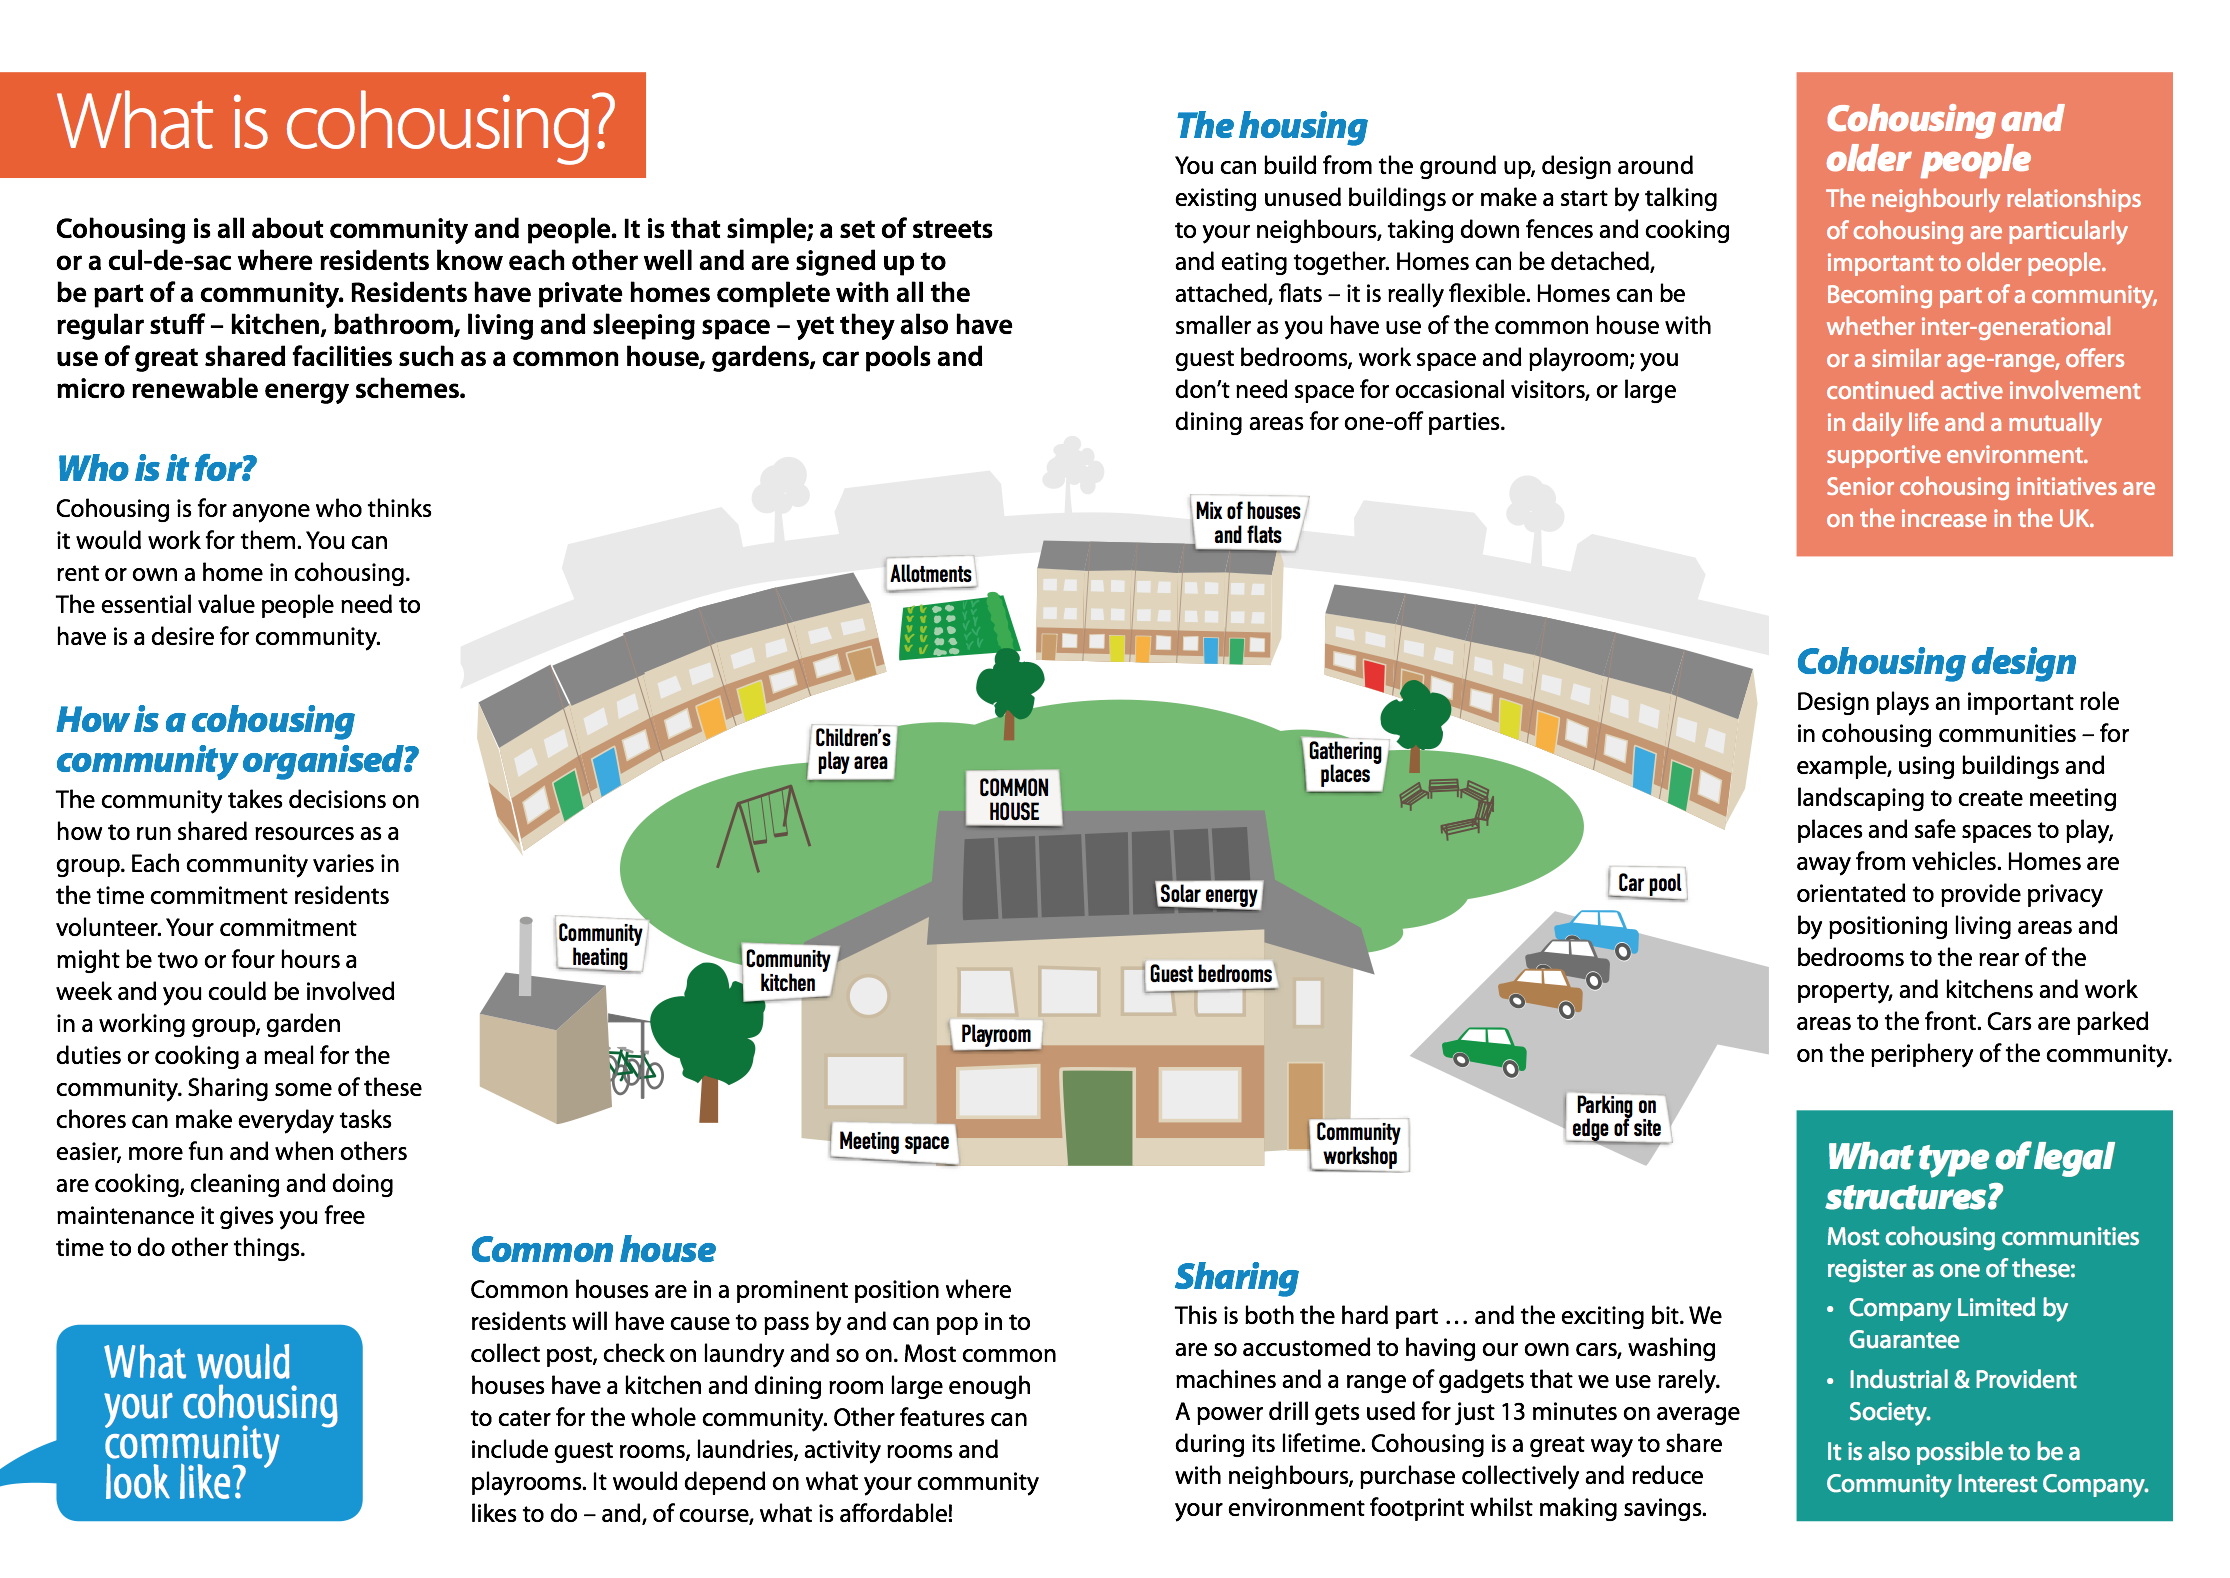 What is cohousing?
Cohousing is all about community and people. It is that simple; a set of streets
or a cul-de-sac where residents know each other well and are signed up to
be part of a community. Residents have private homes complete with all the
regular stuff – kitchen, bathroom, living and sleeping space – yet they also have
use of great shared facilities such as a common house, gardens, car pools and
micro renewable energy schemes.
Who is it for?
Cohousing is for anyone who thinks
it would work for them. You can
rent or own a home in cohousing.
The essential value people need to
have is a desire for community.
How is a cohousing
community organised?
The community takes decisions on
how to run shared resources as a
group. Each community varies in
the time commitment residents
volunteer. Your commitment
might be two or four hours a
week and you could be involved
in a working group, garden
duties or cooking a meal for the
community. Sharing some of these
chores can make everyday tasks
easier, more fun and when others
are cooking, cleaning and doing
maintenance it gives you free
time to do other things.
What would
your cohousing
community
look like?
The housing
You can build from the ground up, design around
existing unused buildings or make a start by talking
to your neighbours, taking down fences and cooking
and eating together. Homes can be detached,
attached, flats – it is really flexible. Homes can be
smaller as you have use of the common house with
guest bedrooms, work space and playroom; you
don't need space for occasional visitors, or large
dining areas for one-off parties.
Mix of houses
and flats
Allotments
Children's
play area
Gathering
places
COMMON
HOUSE
Car pool
Solar energy
Community
heating
Community
kitchen
Guest bedrooms
Playroom
Parking on
edge of site
Meeting space
Community
workshop
Common house
Common houses are in a prominent position where
residents will have cause to pass by and can pop in to
collect post, check on laundry and so on. Most common
houses have a kitchen and dining room large enough
to cater for the whole community. Other features can
include guest rooms, laundries, activity rooms and
playrooms. It would depend on what your community
likes to do – and, of course, what is affordable!
Sharing
This is both the hard part … and the exciting bit. We
are so accustomed to having our own cars, washing
machines and a range of gadgets that we use rarely.
A power drill gets used for just 13 minutes on average
during its lifetime. Cohousing is a great way to share
with neighbours, purchase collectively and reduce
your environment footprint whilst making savings.
Cohousing and
older people
The neighbourly relationships
of cohousing are particularly
important to older people.
Becoming part of a community,
whether inter-generational
or a similar age-range, offers
continued active involvement
in daily life and a mutually
supportive environment.
Senior cohousing initiatives are
on the increase in the UK.
Cohousing design
Design plays an important role
in cohousing communities – for
example, using buildings and
landscaping to create meeting
places and safe spaces to play,
away from vehicles. Homes are
orientated to provide privacy
by positioning living areas and
bedrooms to the rear of the
property, and kitchens and work
areas to the front. Cars are parked
on the periphery of the community.
What type of legal
structures?
Most cohousing communities
register as one of these:
• Company Limited by
Guarantee
• Industrial & Provident
Society.
It is also possible to be a
Community Interest Company.